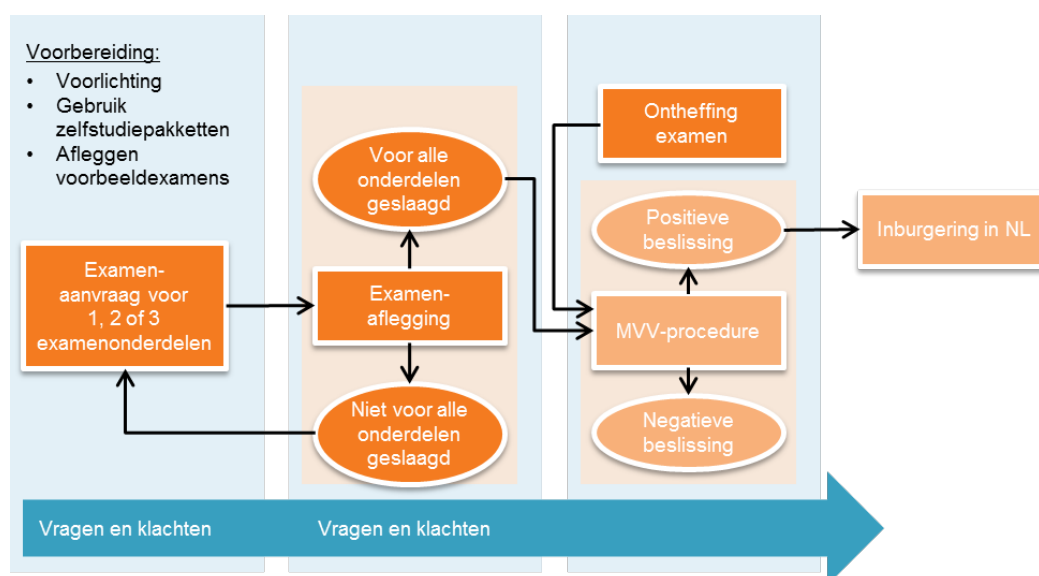 Voorbereiding:
• Voorlichting
• Gebruik
zelfstudiepakketten
• Afleggen
voorbeeldexamens
Examen-
aanvraag voor
1, 2 of 3
examenonderdelen
Voor alle
onderdelen
geslaagd
Examen-
aflegging
Niet voor alle
onderdelen
geslaagd
Ontheffing
examen
Positieve
beslissing
MVV-procedure
Negatieve
beslissing
Inburgering in NL
Vragen en klachten
Vragen en klachten